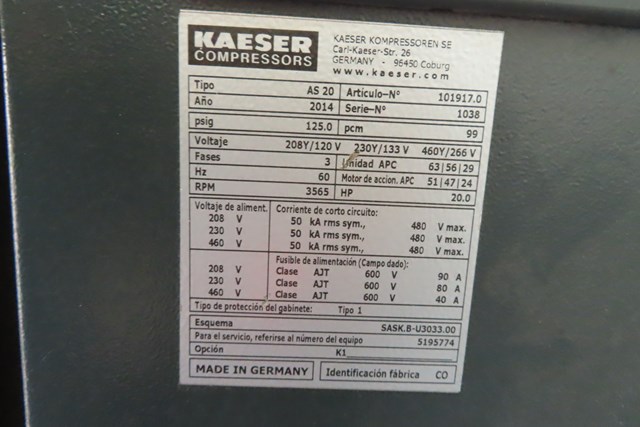 KAESER
COMPRESSORS
KAESER KOMPRESSOREN SE
Carl-Kaeser-Str. 26
GERMANY - 96450 Coburg
www.kaeser.com
Tipo AS 20 Articulo-Nº 101917.0
Año 2014 Serie-Nº 1038
psig 125.0 pcm 99
Voltaje 208Y/120 V 230Y/133 V 460Y/266 V
Fases 3 Unidad APC 63|56|29
Hz 60 Motor de accion. APC 51|47|24
RPM 3565 HP 20.0
Voltaje de aliment. Corriente de corto circuito:
208 V 50 kA rms sym., 480 V max.
230 V 50 kA rms sym., 480 V max.
460 V 50 kA rms sym., 480 V max.
Fusible de alimentación (Campo dado):
208 V Clase AJT 600 V 90 A
230 V Clase AJT 600 V 80 A
460 V Clase AJT 600 V 40 A
Tipo de protección del gabinete: Tipo 1
Esquema SASK.B-U3033.00
Para el servicio, referirse al número del equipo 5195774
Opción K1
MADE IN GERMANY Identificación fábrica CO